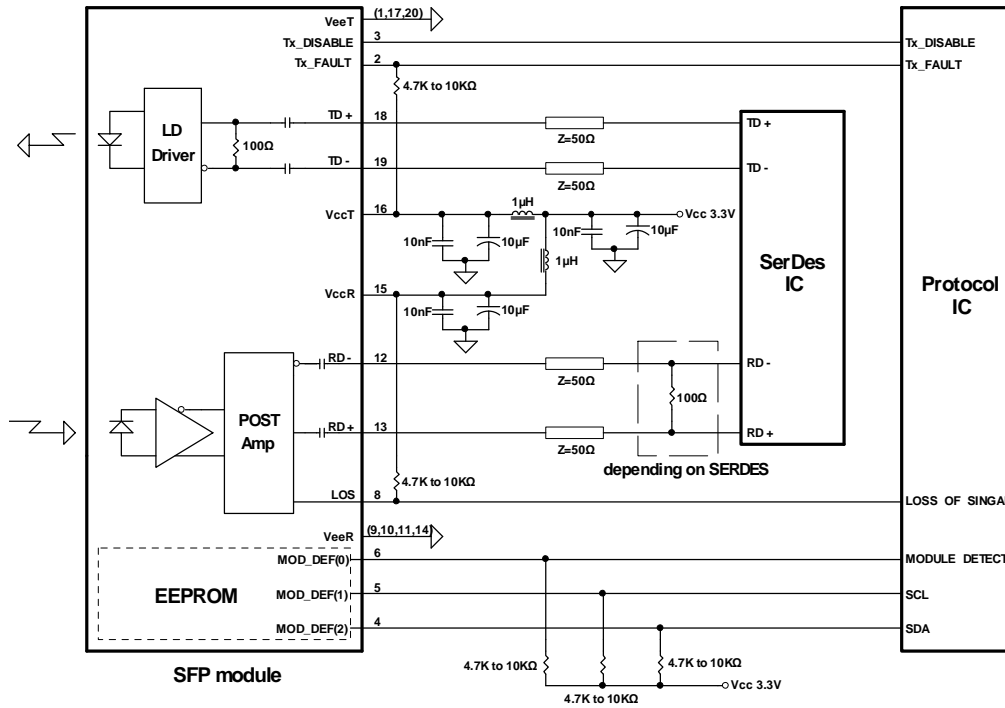 VeeT (1,17,20)
Tx_DISABLE 3 Tx_DISABLE
Tx_FAULT 2 Tx_FAULT
4.7K to 10KΩ
LD
Driver
100Ω
TD+ 18 Z=50Ω TD+
TD- 19 Z=50Ω TD-
VccT 16 1µH Vcc 3.3V
10nF 10µF 10nF 10µF
1µH
VccR 15
10nF 10µF
SerDes
IC
Protocol
IC
RD- 12 Z=50Ω RD-
100Ω
POST
Amp
RD+ 13 Z=50Ω RD+
depending on SERDES
4.7K to 10KΩ
LOS 8 LOSS OF SINGAL
VeeR (9,10,11,14)
MOD_DEF(0) 6 MODULE DETECT
EEPROM
MOD_DEF(1) 5 SCL
MOD_DEF(2) 4 SDA
4.7K to 10KΩ 4.7K to 10KΩ
SFP module
Vcc 3.3V
4.7K to 10KΩ